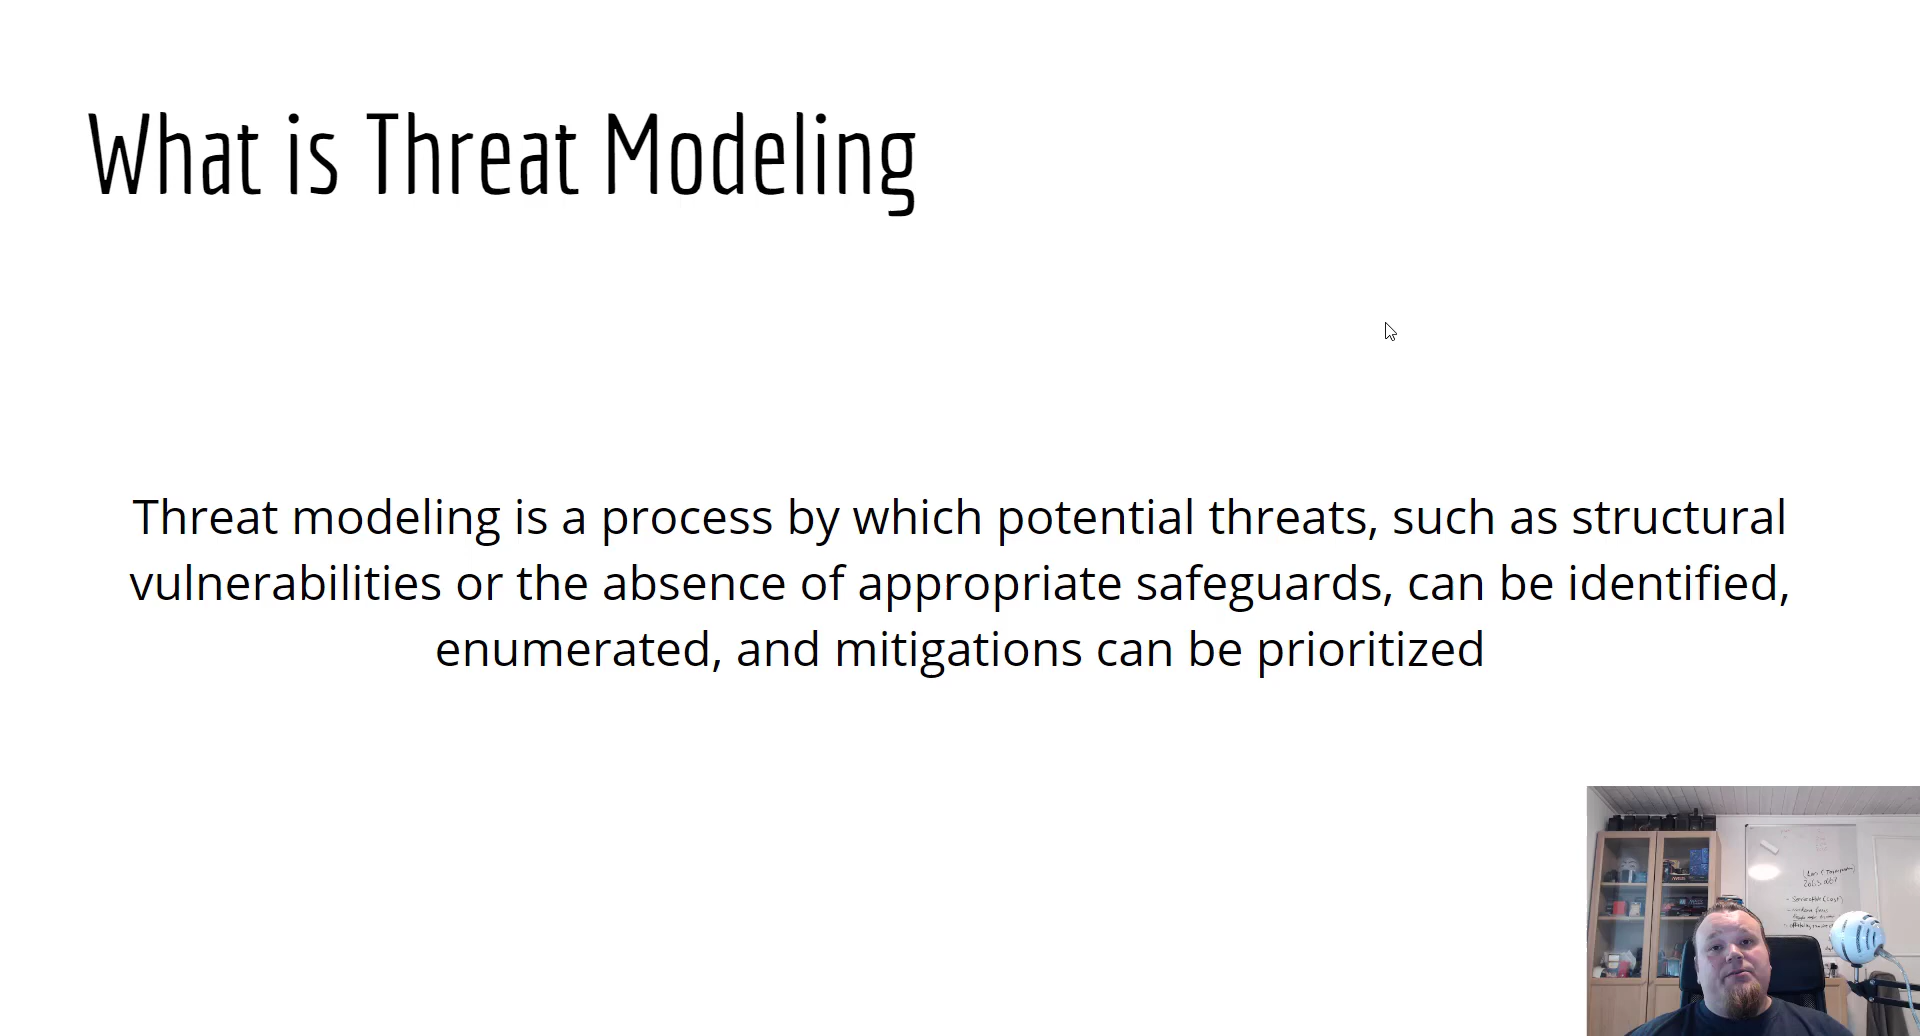 What is Threat Modeling
Threat modeling is a process by which potential threats, such as structural
vulnerabilities or the absence of appropriate safeguards, can be identified,
enumerated, and mitigations can be prioritized